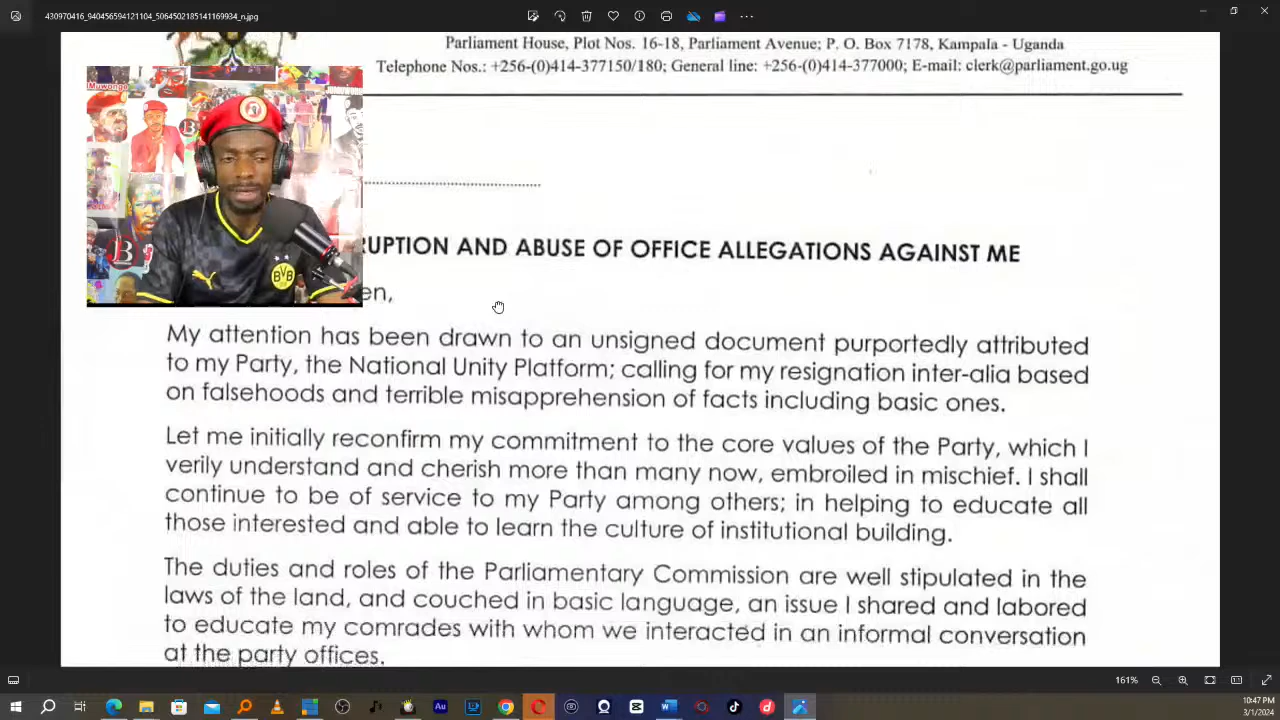 430970416_940456594121104_5064502185141169934_n.jpg
Parliament House, Plot Nos. 16-18, Parliament Avenue; P. O. Box 7178, Kampala - Uganda
Telephone Nos.: +256-(0)414-377150/180; General line: +256-(0)414-377000; E-mail: clerk@parliament.go.ug
BVB
RUPTION AND ABUSE OF OFFICE ALLEGATIONS AGAINST ME
en,
My attention has been drawn to an unsigned document purportedly attributed
to my Party, the National Unity Platform; calling for my resignation inter-alia based
on falsehoods and terrible misapprehension of facts including basic ones.
Let me initially reconfirm my commitment to the core values of the Party, which I
verily understand and cherish more than many now, embroiled in mischief. I shall
continue to be of service to my Party among others; in helping to educate all
those interested and able to learn the culture of institutional building.
The duties and roles of the Parliamentary Commission are well stipulated in the
laws of the land, and couched in basic language, an issue I shared and labored
to educate my comrades with whom we interacted in an informal conversation
at the party offices.
161%
10:47 PM
3/1/2024